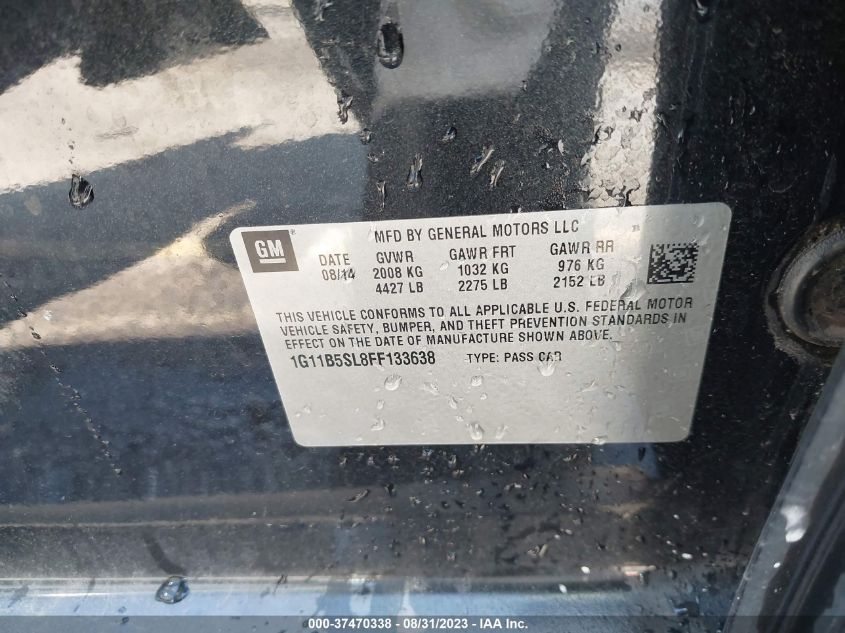 GM®
MFD BY GENERAL MOTORS LLC
DATE GVWR GAWR FRT GAWR RR
08/14 2008 KG 1032 KG 976 KG
4427 LB 2275 LB 2152 LB
THIS VEHICLE CONFORMS TO ALL APPLICABLE U.S. FEDERAL MOTOR
VEHICLE SAFETY, BUMPER, AND THEFT PREVENTION STANDARDS IN
EFFECT ON THE DATE OF MANUFACTURE SHOWN ABOVE.
1G11B5SL8FF133638 TYPE: PASS CAR
000-37470338 - 08/31/2023 - IAA Inc.